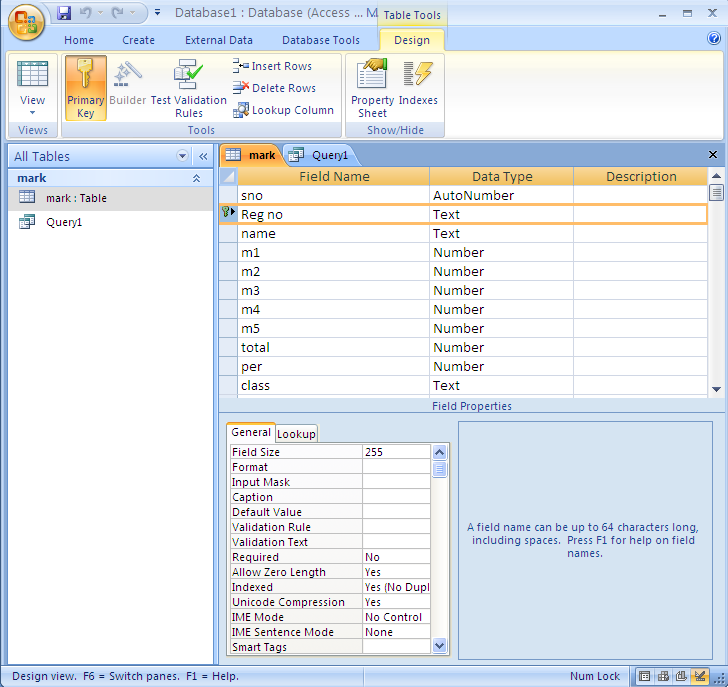 Database1 : Database (Access ... M
Table Tools
Home Create External Data Database Tools Design
View
Primary Key
Builder
Test Validation Rules
Insert Rows
Delete Rows
Lookup Column
Property Sheet
Indexes
Views
Tools
Show/Hide
All Tables
mark
mark : Table
Query1
mark Query1
Field Name Data Type Description
sno AutoNumber
Reg no Text
name Text
m1 Number
m2 Number
m3 Number
m4 Number
m5 Number
total Number
per Number
class Text
Field Properties
General Lookup
Field Size 255
Format
Input Mask
Caption
Default Value
Validation Rule
Validation Text
Required No
Allow Zero Length Yes
Indexed Yes (No Dupl
Unicode Compression Yes
IME Mode No Control
IME Sentence Mode None
Smart Tags
A field name can be up to 64 characters long,
including spaces. Press F1 for help on field
names.
Design view. F6 = Switch panes. F1 = Help. Num Lock